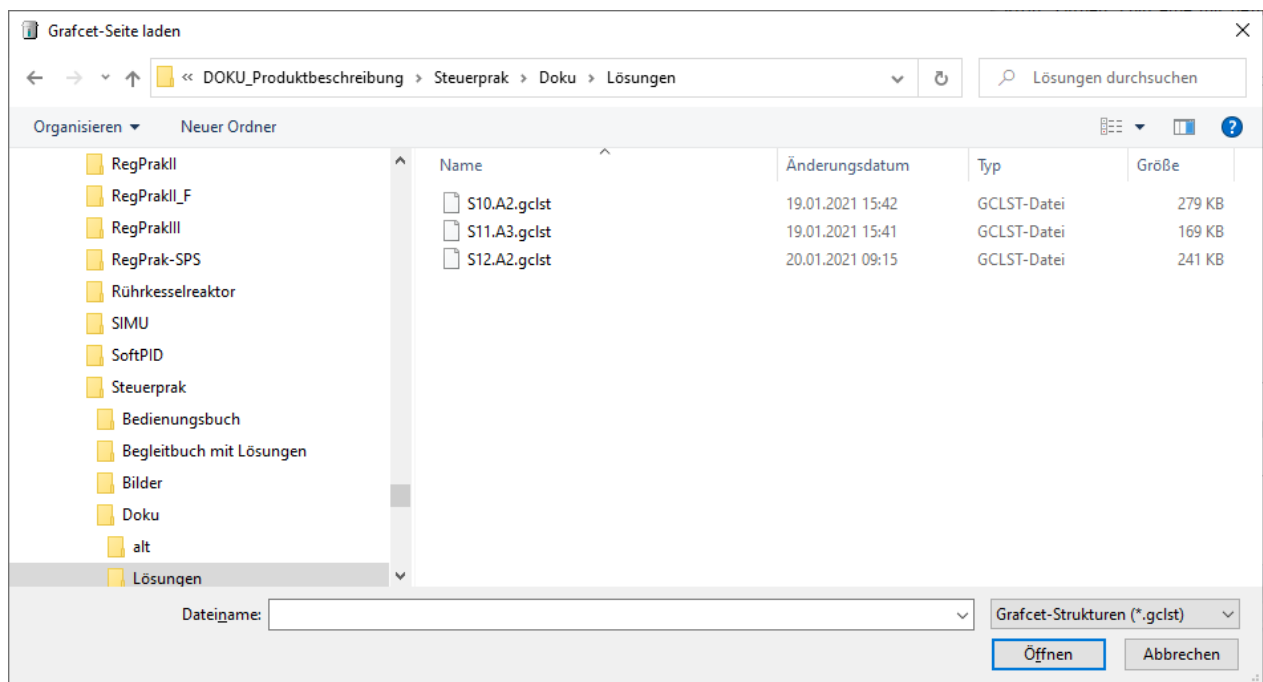 Grafcet-Seite laden
« DOKU_Produktbeschreibung › Steuerprak › Doku › Lösungen
Lösungen durchsuchen
Organisieren
Neuer Ordner
RegPrakII
RegPrakII_F
RegPrakIII
RegPrak-SPS
Rührkesselreaktor
SIMU
SoftPID
Steuerprak
Bedienungsbuch
Begleitbuch mit Lösungen
Bilder
Doku
alt
Lösungen
Name Änderungsdatum Typ Größe
S10.A2.gclst 19.01.2021 15:42 GCLST-Datei 279 KB
S11.A3.gclst 19.01.2021 15:41 GCLST-Datei 169 KB
S12.A2.gclst 20.01.2021 09:15 GCLST-Datei 241 KB
Dateiname:
Grafcet-Strukturen (*.gclst)
Öffnen
Abbrechen